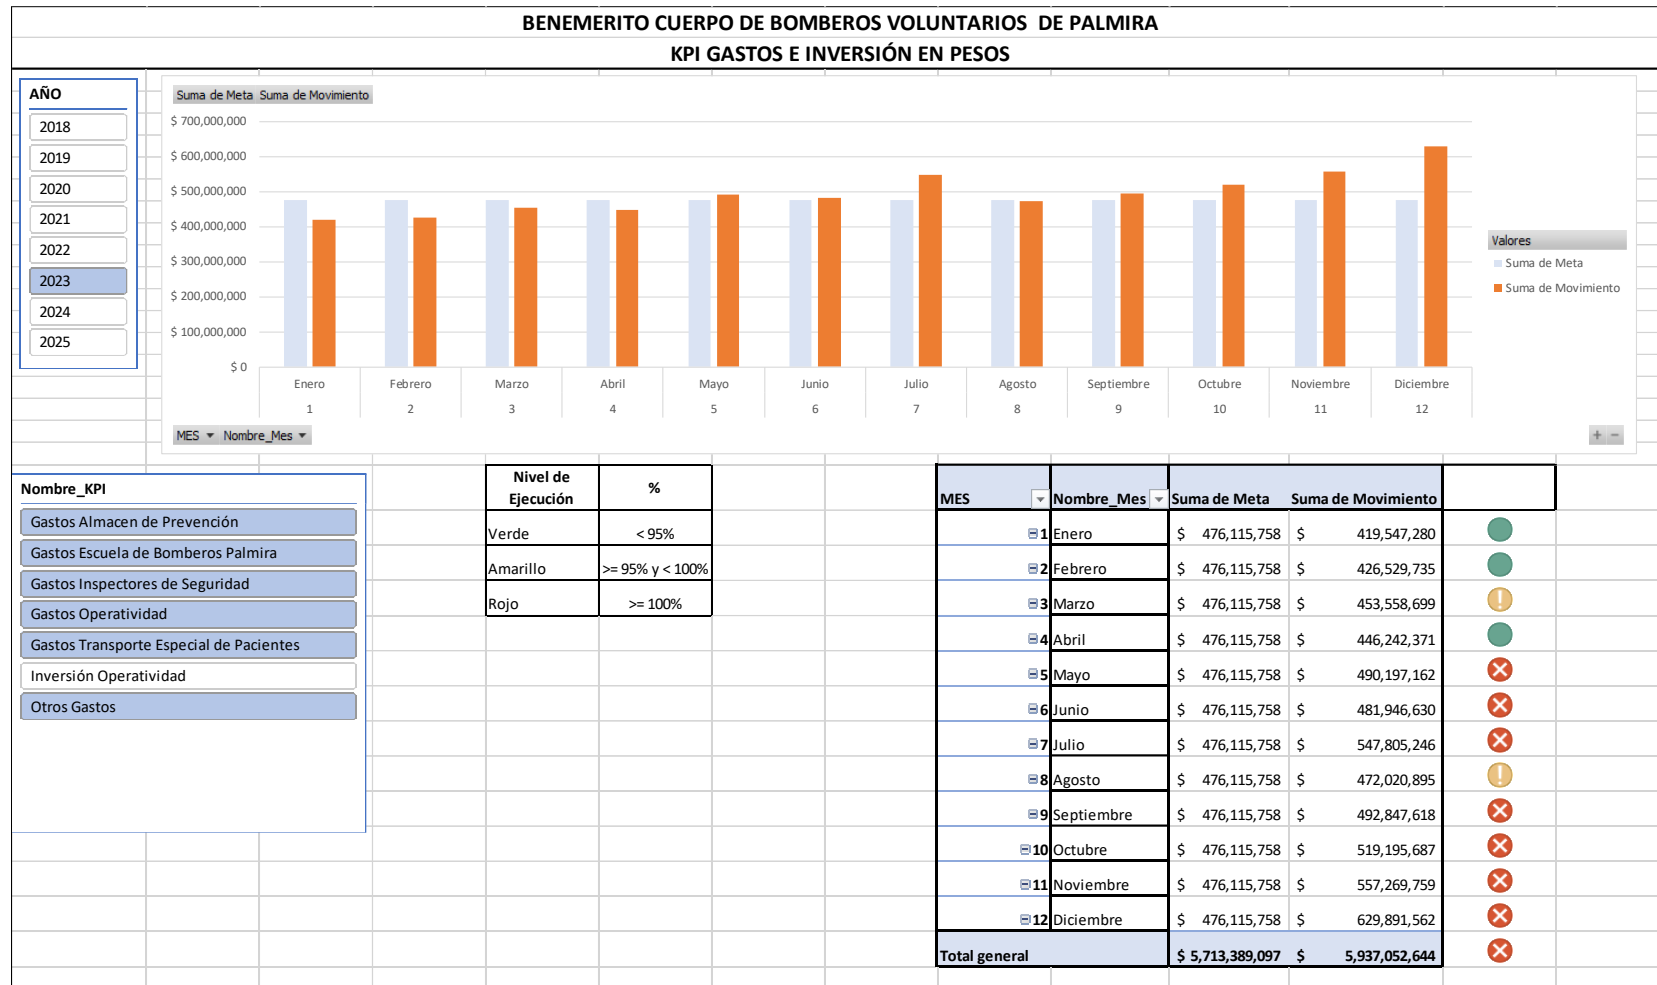 BENEMERITO CUERPO DE BOMBEROS VOLUNTARIOS  DE PALMIRA
KPI GASTOS E INVERSIÓN EN PESOS
AÑO
2018
2019
2020
2021
2022
2023
2024
2025
Suma de Meta Suma de Movimiento
$ 700,000,000
$ 600,000,000
$ 500,000,000
$ 400,000,000
$ 300,000,000
$ 200,000,000
$ 100,000,000
$ 0
Enero Febrero Marzo Abril Mayo Junio Julio Agosto Septiembre Octubre Noviembre Diciembre
1 2 3 4 5 6 7 8 9 10 11 12
Valores
Suma de Meta
Suma de Movimiento
MES Nombre_Mes
+ −
Nombre_KPI
Gastos Almacen de Prevención
Gastos Escuela de Bomberos Palmira
Gastos Inspectores de Seguridad
Gastos Operatividad
Gastos Transporte Especial de Pacientes
Inversión Operatividad
Otros Gastos
Nivel de
Ejecución
%
Verde < 95%
Amarillo >= 95% y < 100%
Rojo >= 100%
MES Nombre_Mes Suma de Meta Suma de Movimiento
1 Enero $ 476,115,758 $ 419,547,280
2 Febrero $ 476,115,758 $ 426,529,735
3 Marzo $ 476,115,758 $ 453,558,699
4 Abril $ 476,115,758 $ 446,242,371
5 Mayo $ 476,115,758 $ 490,197,162
6 Junio $ 476,115,758 $ 481,946,630
7 Julio $ 476,115,758 $ 547,805,246
8 Agosto $ 476,115,758 $ 472,020,895
9 Septiembre $ 476,115,758 $ 492,847,618
10 Octubre $ 476,115,758 $ 519,195,687
11 Noviembre $ 476,115,758 $ 557,269,759
12 Diciembre $ 476,115,758 $ 629,891,562
Total general $ 5,713,389,097 $ 5,937,052,644